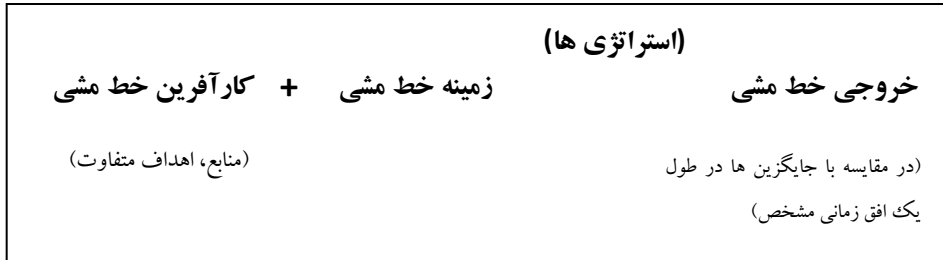 (استراتژی ها)
خروجی خط مشی زمینه خط مشی + کارآفرین خط مشی
(در مقایسه با جایگزین ها در طول (منابع، اهداف متفاوت)
یک افق زمانی مشخص)